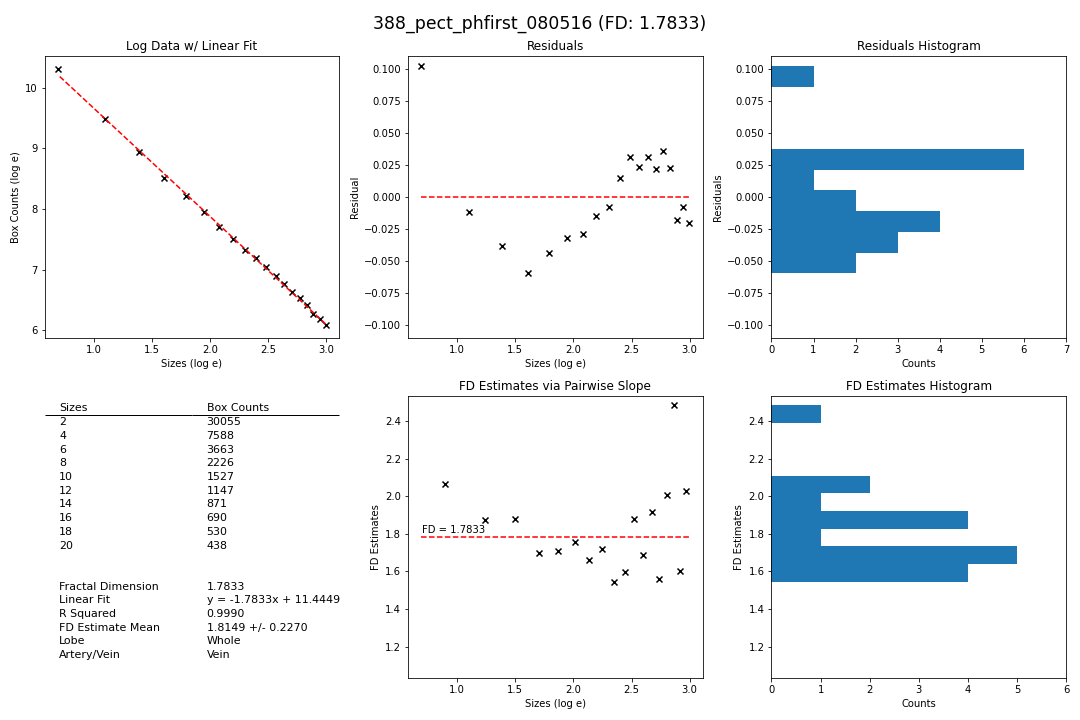 388_pect_phfirst_080516 (FD: 1.7833)
Log Data w/ Linear Fit
10
9
8
7
6
Box Counts (log e)
1.0 1.5 2.0 2.5 3.0
Sizes (log e)
Residuals
0.100
0.075
0.050
0.025
0.000
−0.025
−0.050
−0.075
−0.100
Residual
1.0 1.5 2.0 2.5 3.0
Sizes (log e)
Residuals Histogram
0.100
0.075
0.050
0.025
0.000
−0.025
−0.050
−0.075
−0.100
Residuals
0 1 2 3 4 5 6 7
Counts
Sizes Box Counts
2 30055
4 7588
6 3663
8 2226
10 1527
12 1147
14 871
16 690
18 530
20 438
Fractal Dimension 1.7833
Linear Fit y = -1.7833x + 11.4449
R Squared 0.9990
FD Estimate Mean 1.8149 +/- 0.2270
Lobe Whole
Artery/Vein Vein
FD Estimates via Pairwise Slope
2.4
2.2
2.0
1.8
1.6
1.4
1.2
FD Estimates
FD = 1.7833
1.0 1.5 2.0 2.5 3.0
Sizes (log e)
FD Estimates Histogram
2.4
2.2
2.0
1.8
1.6
1.4
1.2
FD Estimates
0 1 2 3 4 5 6
Counts